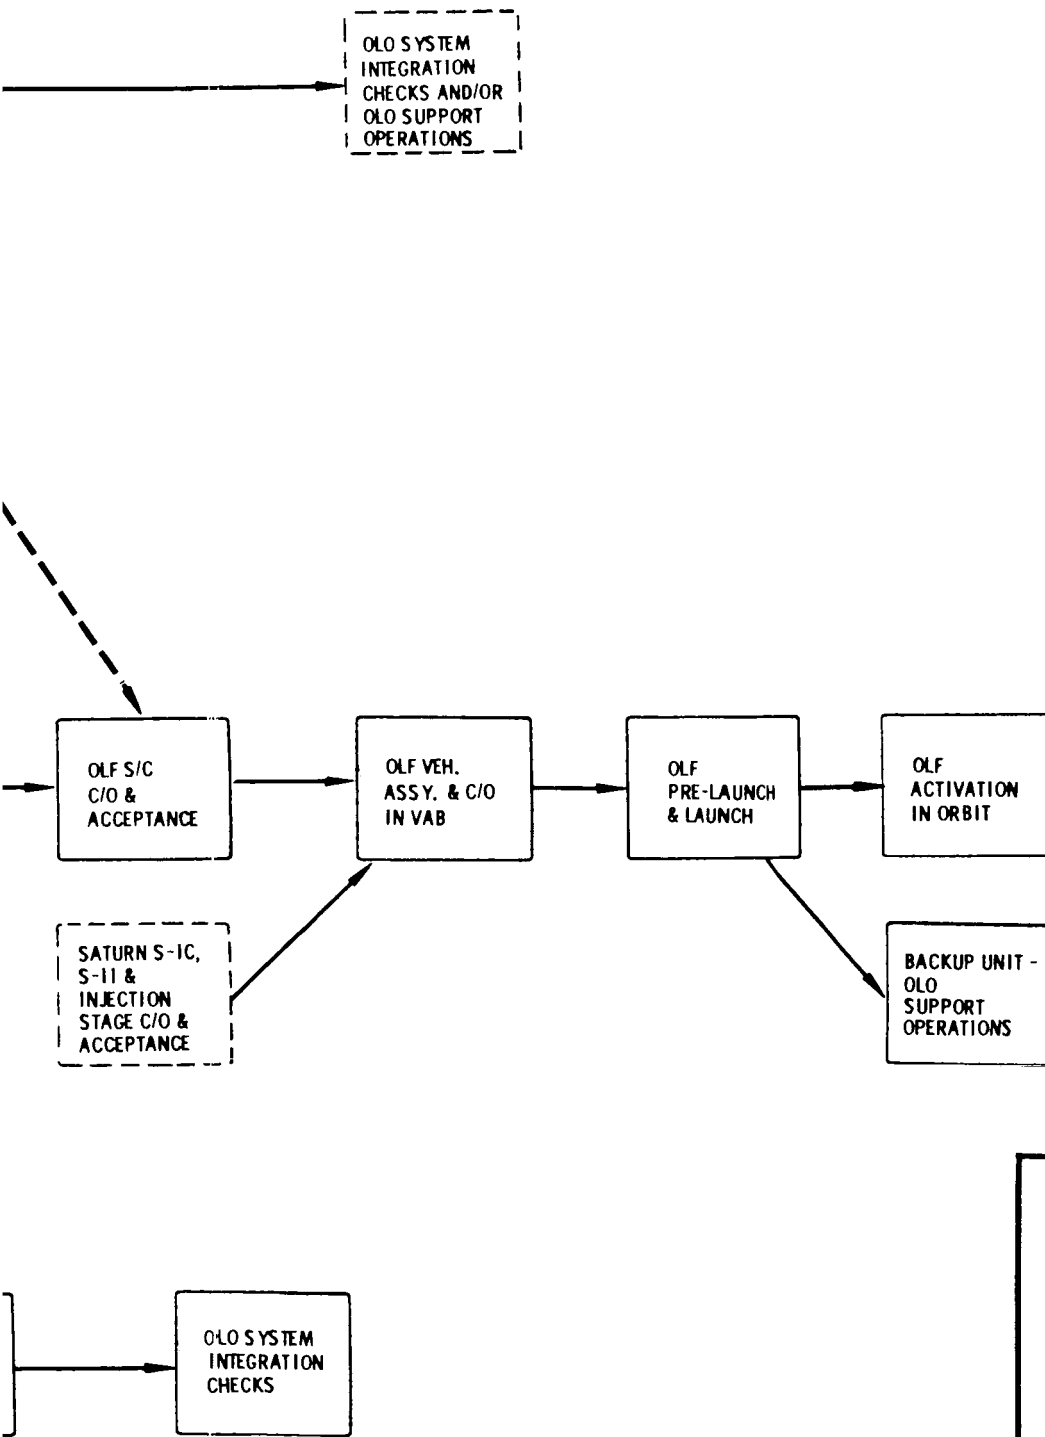 OLO SYSTEM
INTEGRATION
CHECKS AND/OR
OLO SUPPORT
OPERATIONS
OLF S/C
C/O &
ACCEPTANCE
OLF VEH.
ASSY. & C/O
IN VAB
OLF
PRE-LAUNCH
& LAUNCH
OLF
ACTIVATION
IN ORBIT
SATURN S-IC,
S-II &
INJECTION
STAGE C/O &
ACCEPTANCE
BACKUP UNIT -
OLO
SUPPORT
OPERATIONS
OLO SYSTEM
INTEGRATION
CHECKS